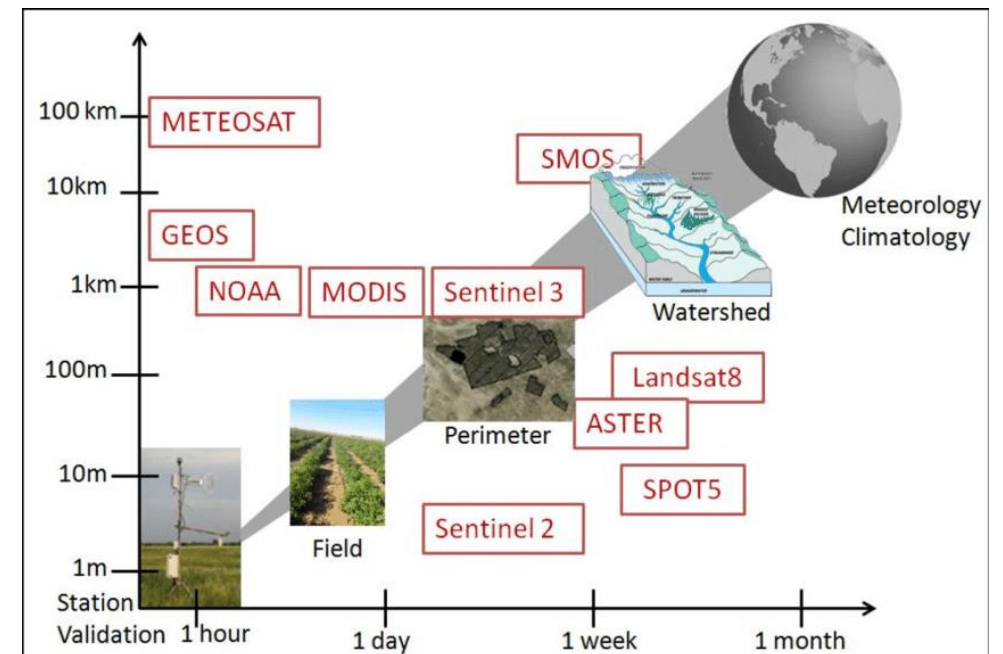 100 km
METEOSAT
SMOS
10km
GEOS
Meteorology
Climatology
1km
NOAA
MODIS
Sentinel 3
Watershed
100m
Landsat8
ASTER
Perimeter
10m
SPOT5
Sentinel 2
Field
1m
Station
Validation
1 hour
1 day
1 week
1 month